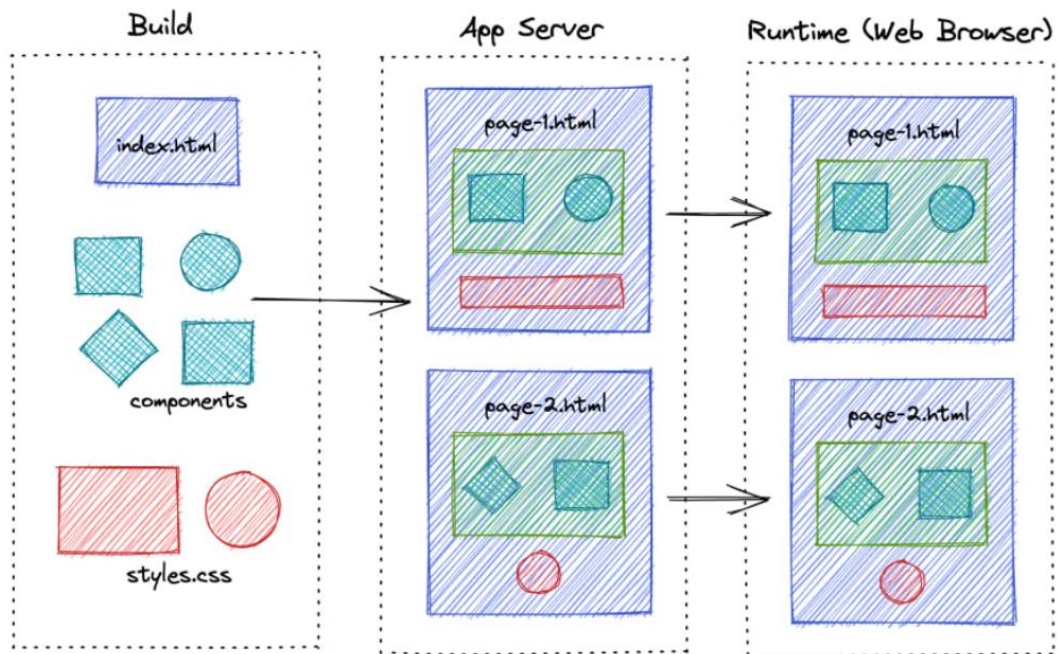 Build
App Server
Runtime (Web Browser)
index.html
components
styles.css
page-1.html
page-2.html
page-1.html
page-2.html